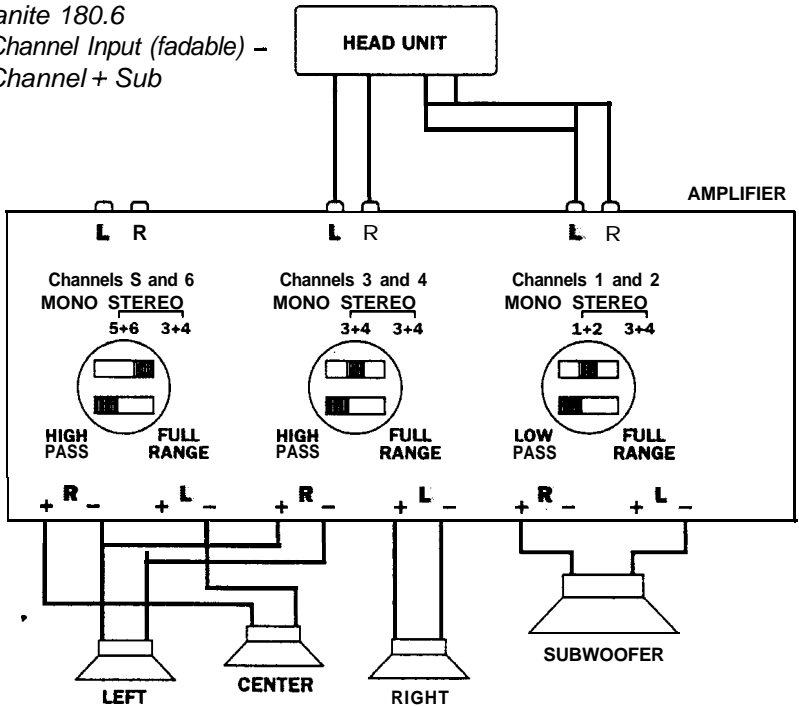 anite 180.6
Channel Input (fadable) –
Channel + Sub
HEAD UNIT
AMPLIFIER
L R L R L R
Channels S and 6 Channels 3 and 4 Channels 1 and 2
MONO STEREO MONO STEREO MONO STEREO
5+6 3+4 3+4 3+4 1+2 3+4
HIGH PASS FULL RANGE HIGH PASS FULL RANGE LOW PASS FULL RANGE
+ R – + L – + R – + L – + R – + L –
LEFT CENTER RIGHT SUBWOOFER